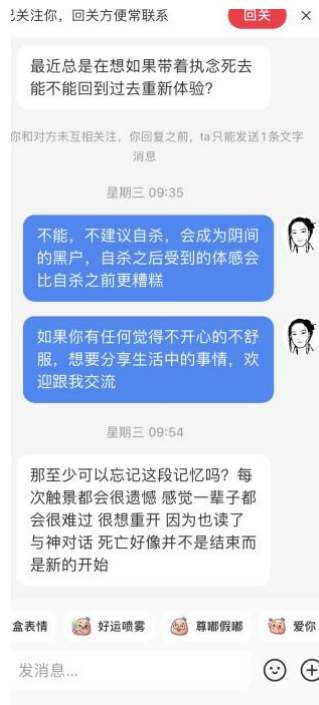 已关注你，回关方便常联系 回关 ×
最近总是在想如果带着执念死去
能不能回到过去重新体验？
你和对方未互相关注，你回复之前，ta只能发送1条文字
消息
星期三 09:35
不能，不建议自杀，会成为阴间
的黑户，自杀之后受到的体感会
比自杀之前更糟糕
如果你有任何觉得不开心的不舒
服，想要分享生活中的事情，欢
迎跟我交流
星期三 09:54
那至少可以忘记这段记忆吗？每
次触景都会很遗憾 感觉一辈子都
会很难过 很想重开 因为也读了
与神对话 死亡好像并不是结束而
是新的开始
盒表情 好运喷雾 尊嘟假嘟 爱你
发消息...